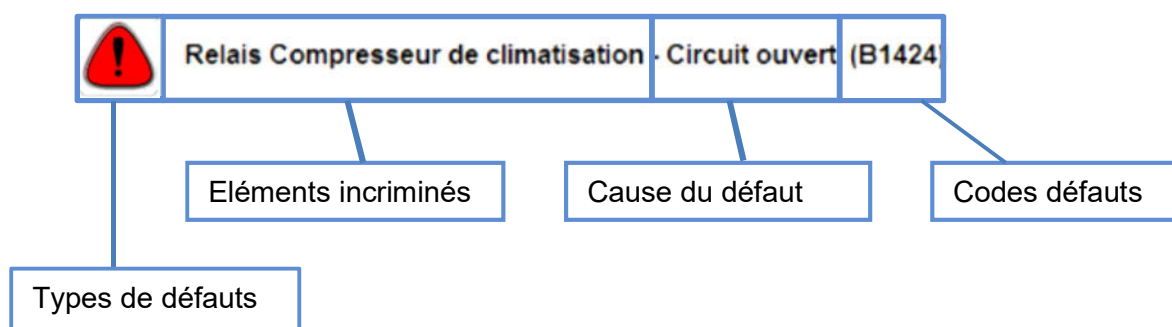 Relais Compresseur de climatisation - Circuit ouvert (B1424)
Eléments incriminés Cause du défaut Codes défauts
Types de défauts